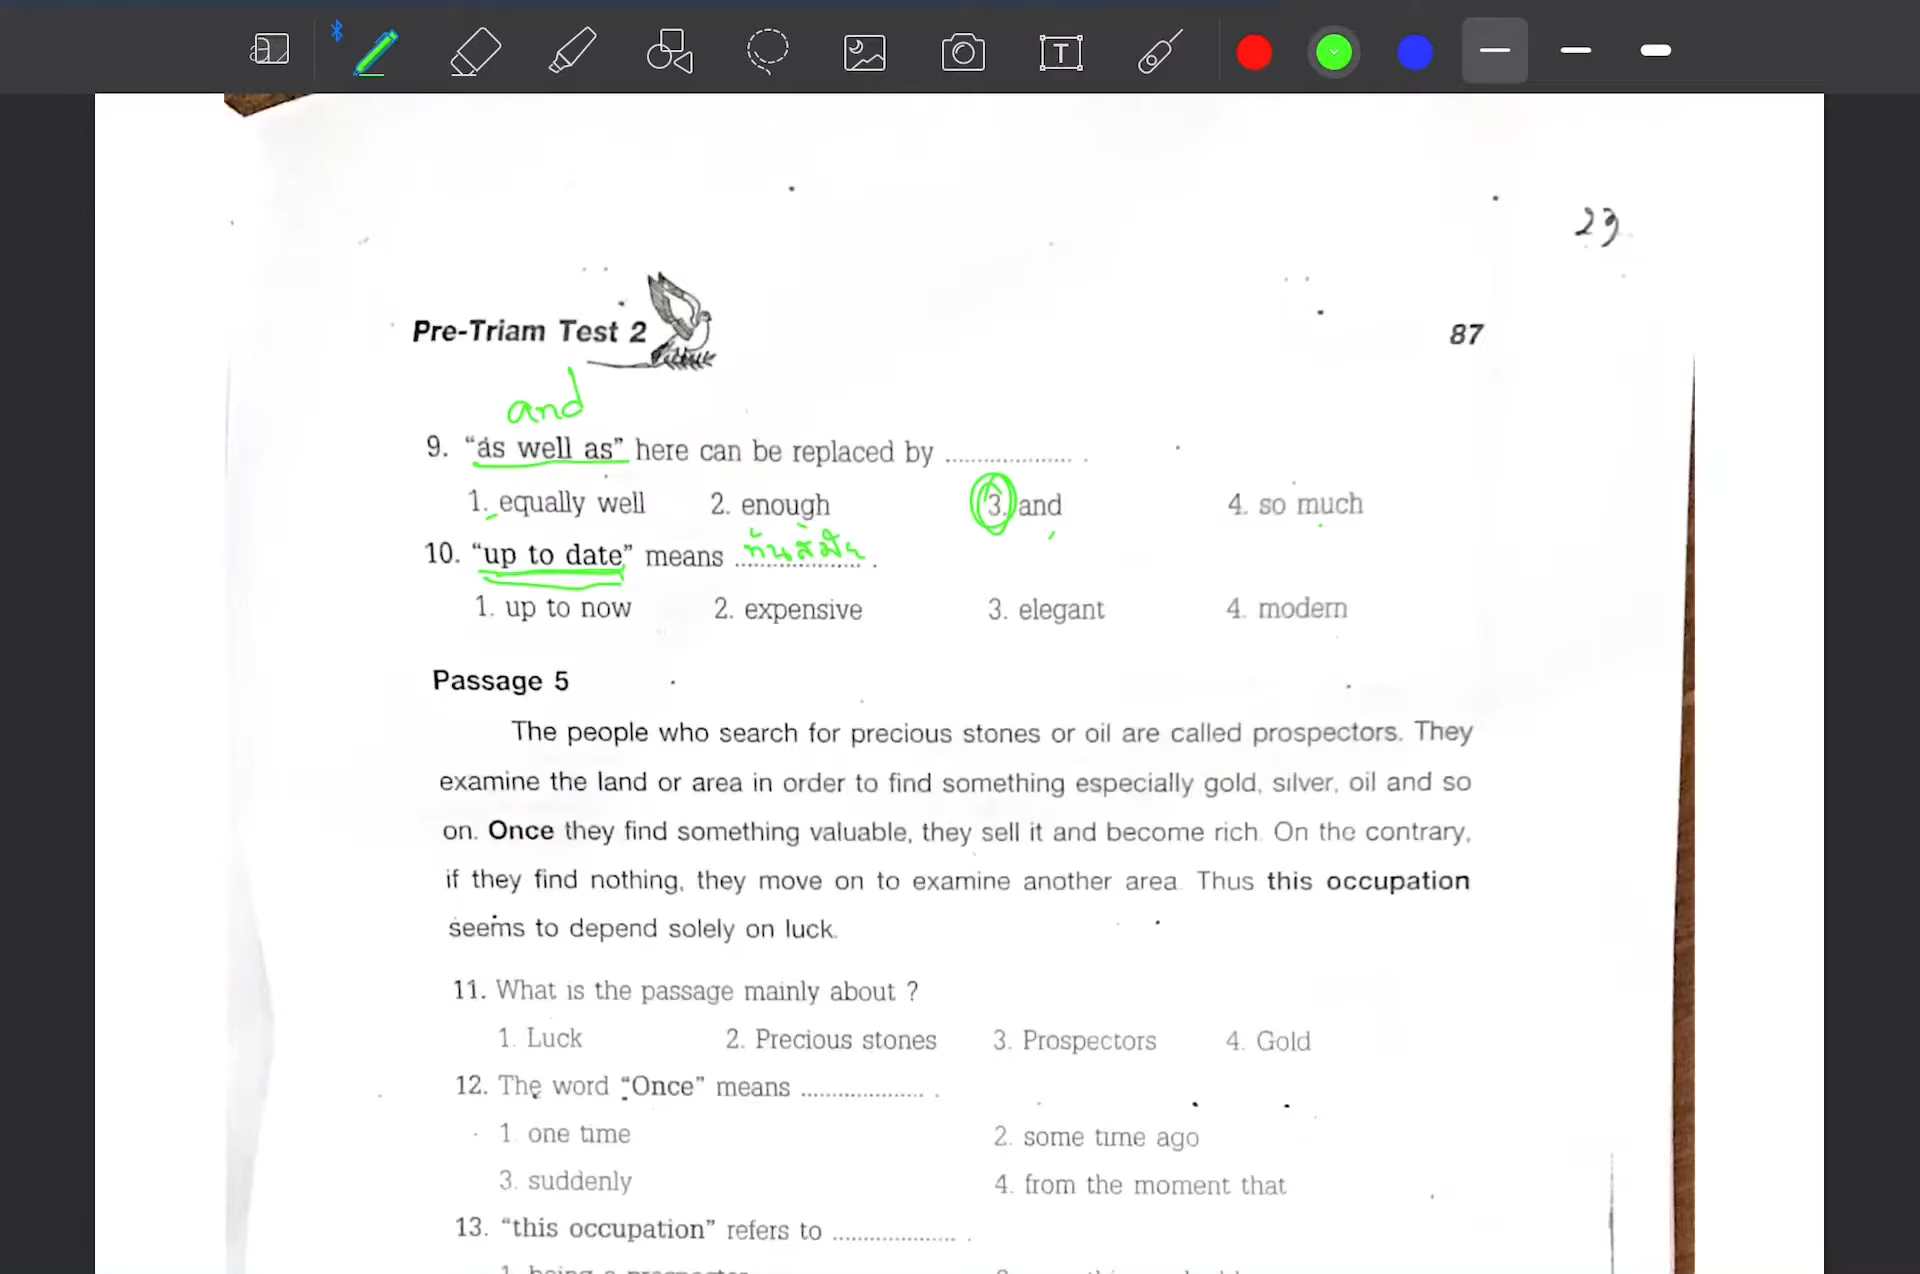 23
Pre-Triam Test 2
87
and
9. “as well as” here can be replaced by .................... .
1. equally well 2. enough 3. and 4. so much
10. “up to date” means .................... .
1. up to now 2. expensive 3. elegant 4. modern
Passage 5
The people who search for precious stones or oil are called prospectors. They
examine the land or area in order to find something especially gold, silver, oil and so
on. Once they find something valuable, they sell it and become rich. On the contrary,
if they find nothing, they move on to examine another area. Thus this occupation
seems to depend solely on luck.
11. What is the passage mainly about ?
1. Luck 2. Precious stones 3. Prospectors 4. Gold
12. The word “Once” means .................... .
1. one time 2. some time ago
3. suddenly 4. from the moment that
13. “this occupation” refers to .................... .